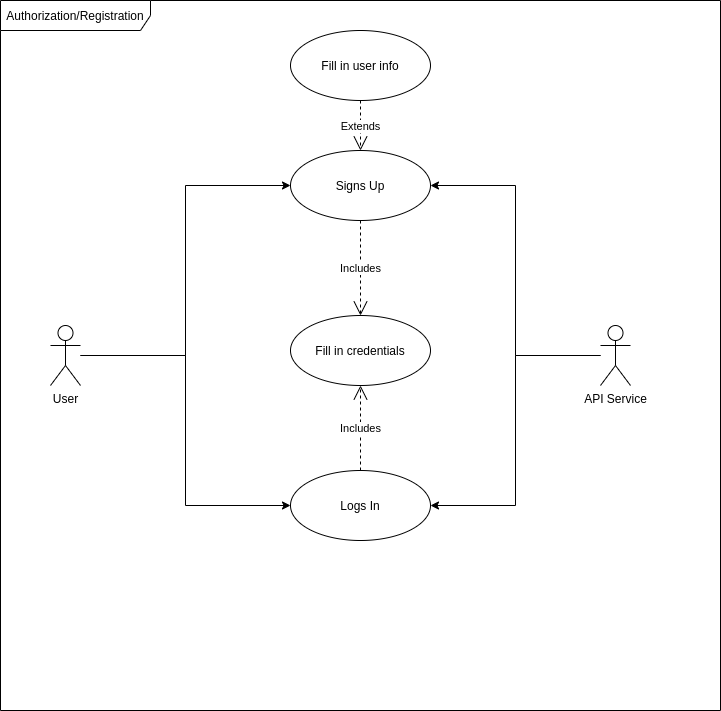 Authorization/Registration
Fill in user info
Extends
Signs Up
Includes
Fill in credentials
User
API Service
Includes
Logs In